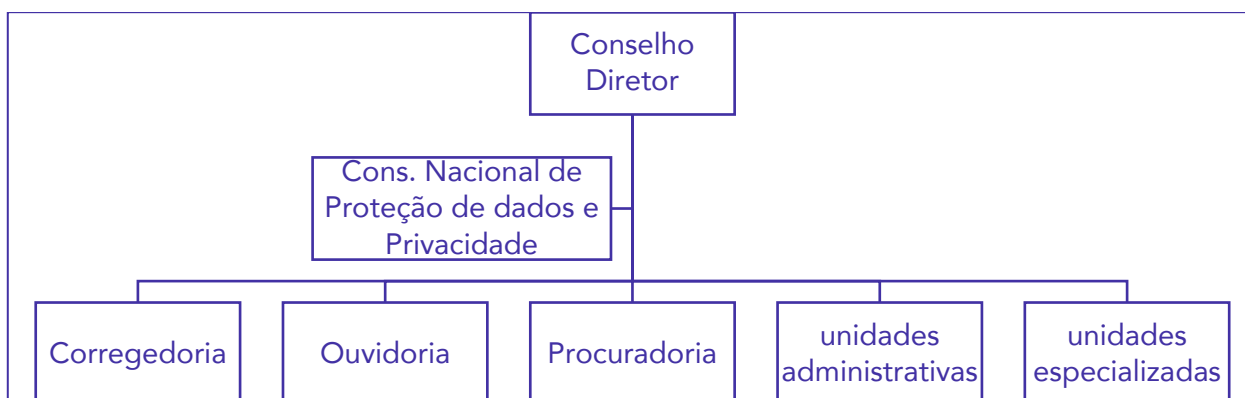 Conselho
Diretor
Cons. Nacional de
Proteção de dados e
Privacidade
Corregedoria
Ouvidoria
Procuradoria
unidades
administrativas
unidades
especializadas